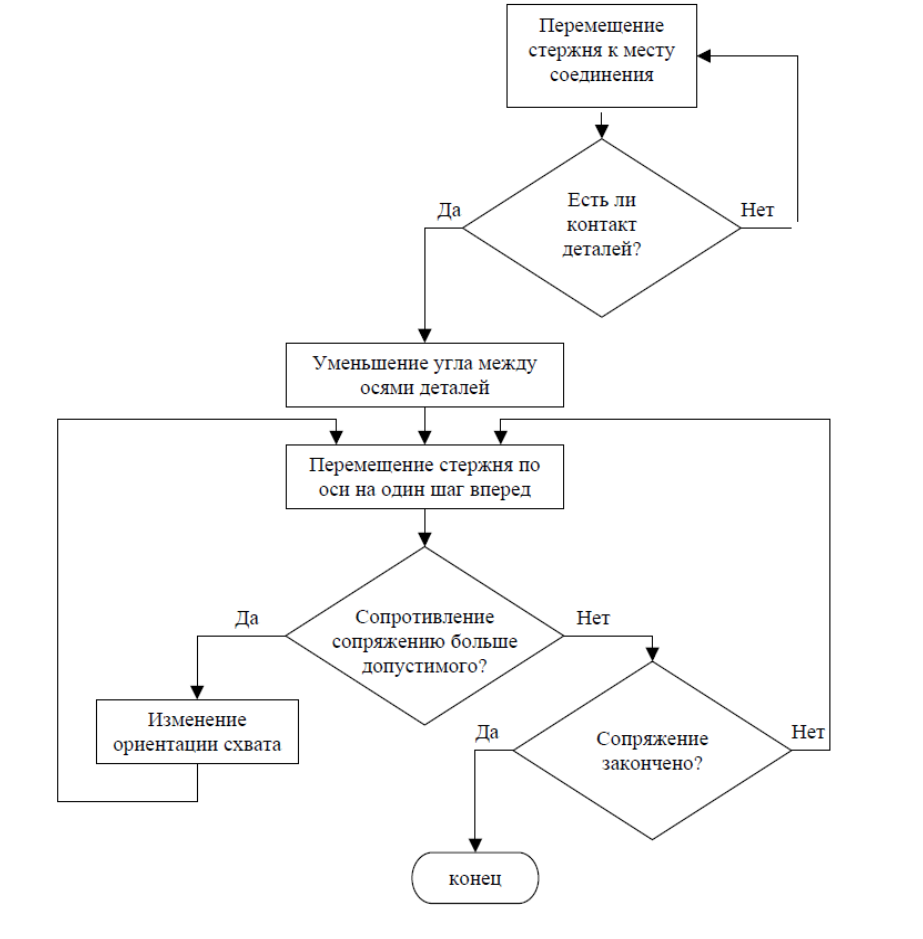 Перемещение
стержня к месту
соединения
Есть ли
контакт
деталей?
Да
Нет
Уменьшение угла между
осями деталей
Перемещение стержня по
оси на один шаг вперед
Сопротивление
сопряжению больше
допустимого?
Да
Нет
Изменение
ориентации схвата
Сопряжение
закончено?
Да
Нет
конец